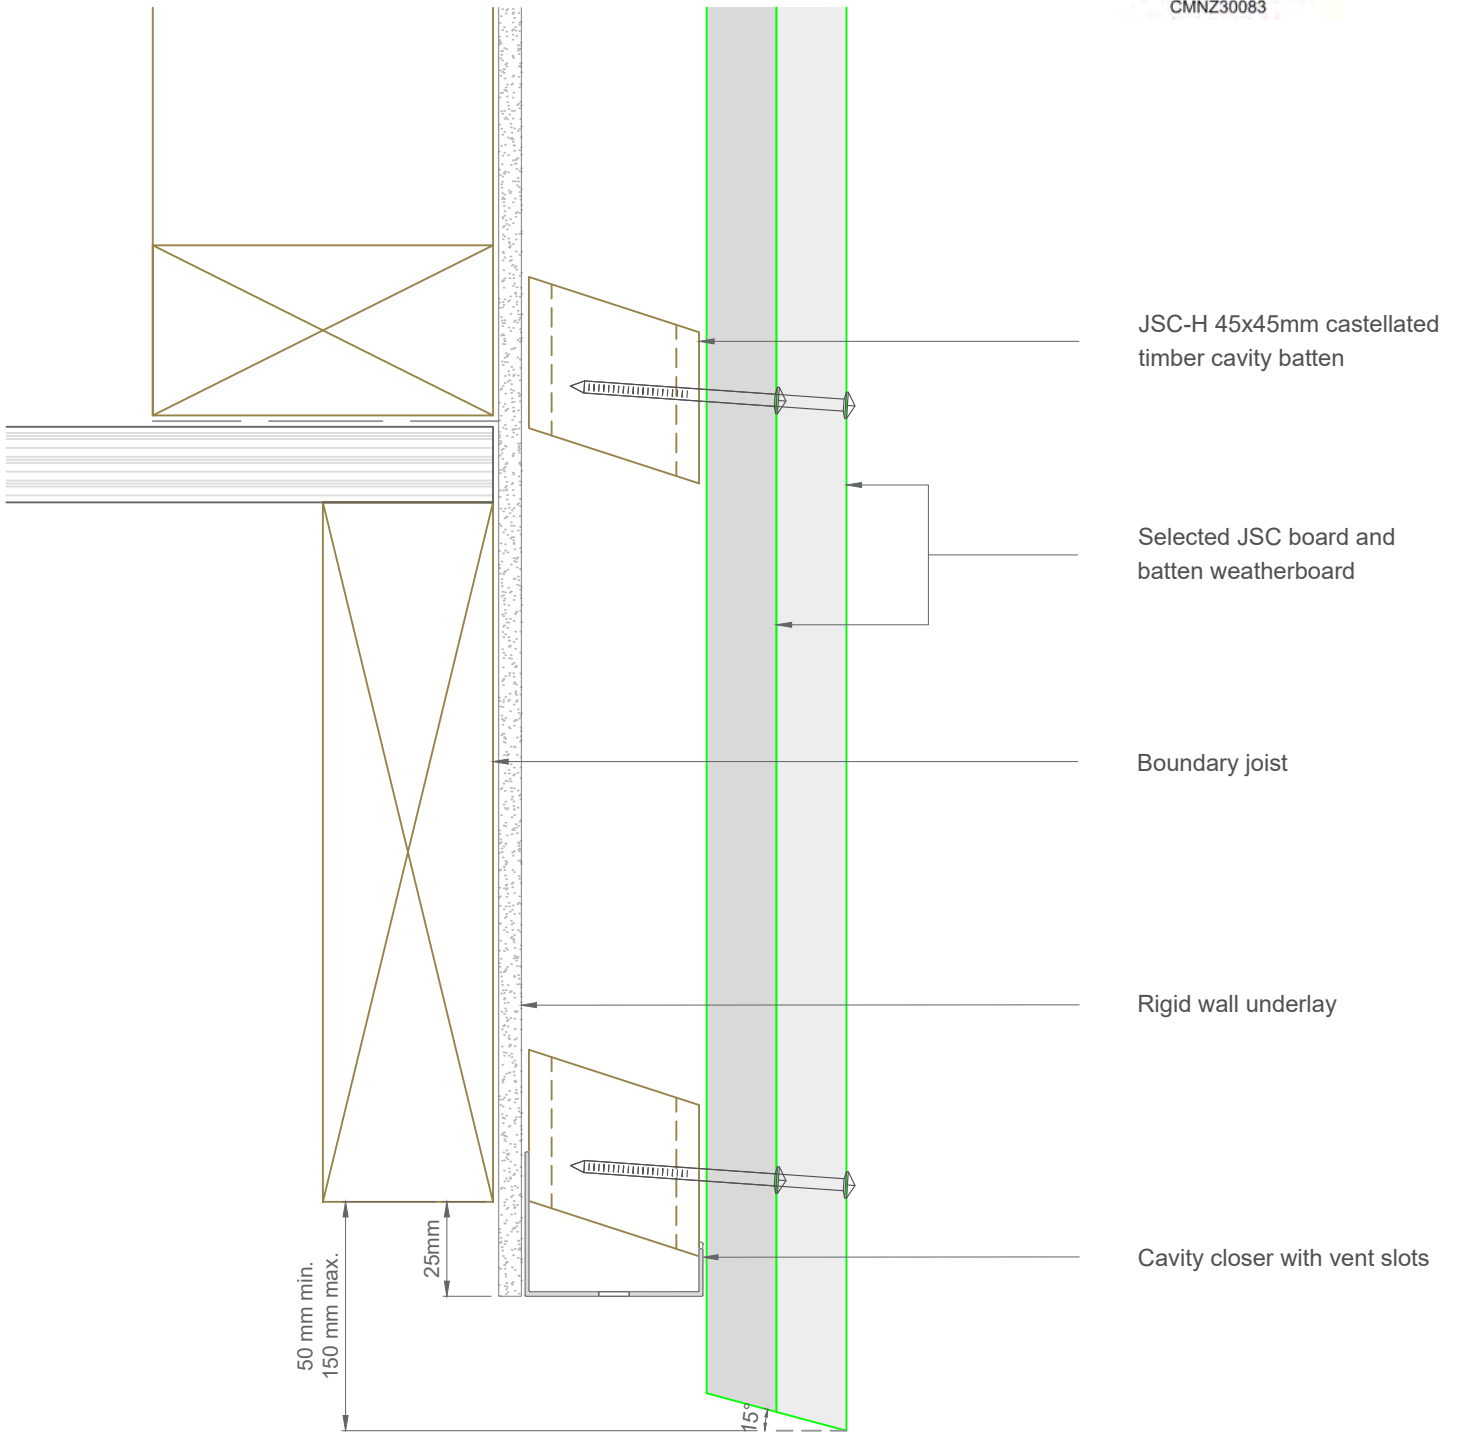 CMNZ30083
JSC-H 45x45mm castellated
timber cavity batten
Selected JSC board and
batten weatherboard
Boundary joist
Rigid wall underlay
Cavity closer with vent slots
25mm
50 mm min.
150 mm max.
15°